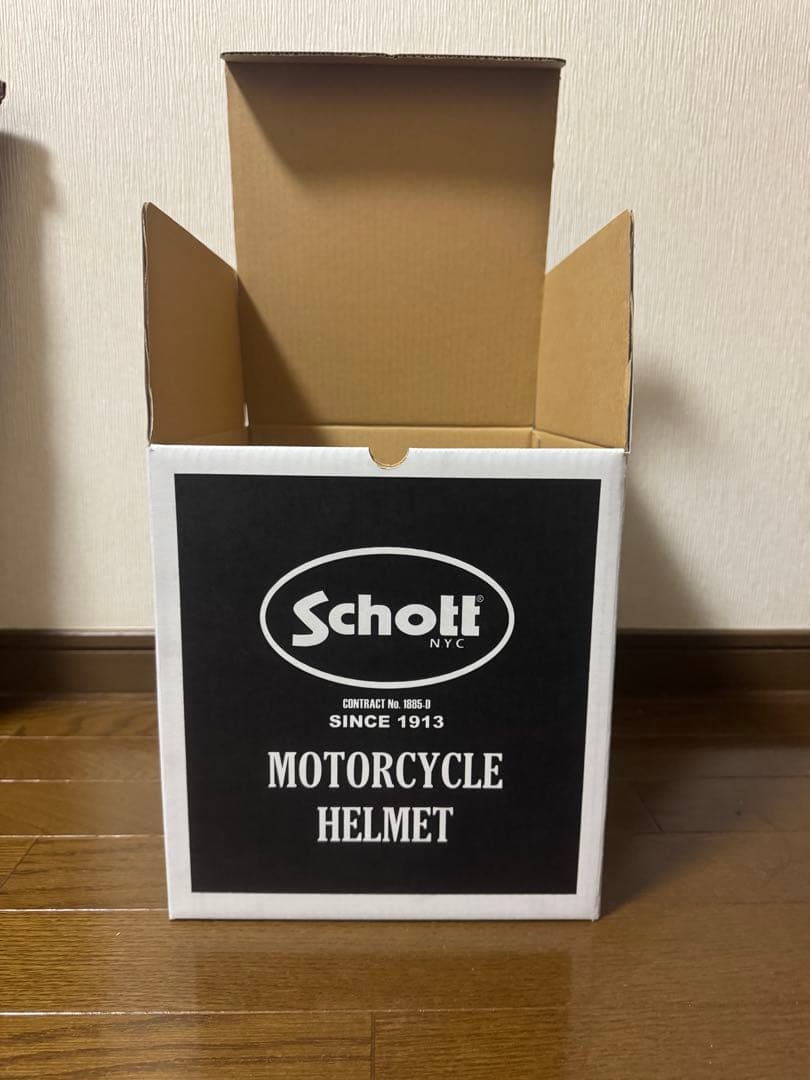 Schott®
NYC
CONTRACT No. 1885-D
SINCE 1913
MOTORCYCLE
HELMET